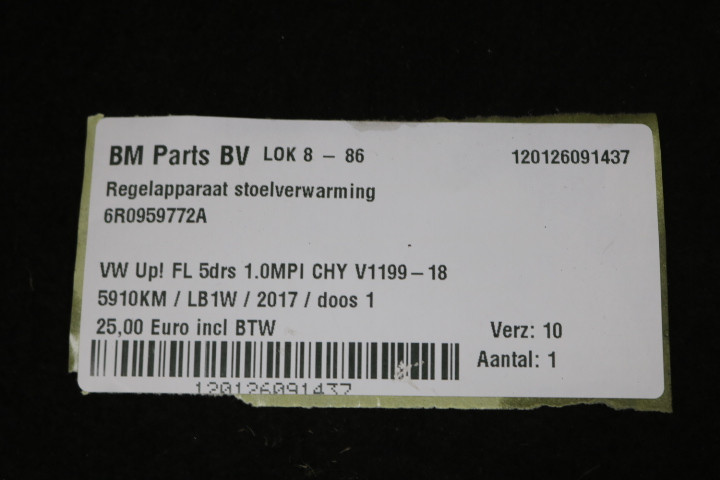 BM Parts BV LOK 8 – 86 120126091437
Regelapparaat stoelverwarming
6R0959772A
VW Up! FL 5drs 1.0MPI CHY V1199–18
5910KM / LB1W / 2017 / doos 1
25,00 Euro incl BTW Verz: 10
Aantal: 1
120126091437